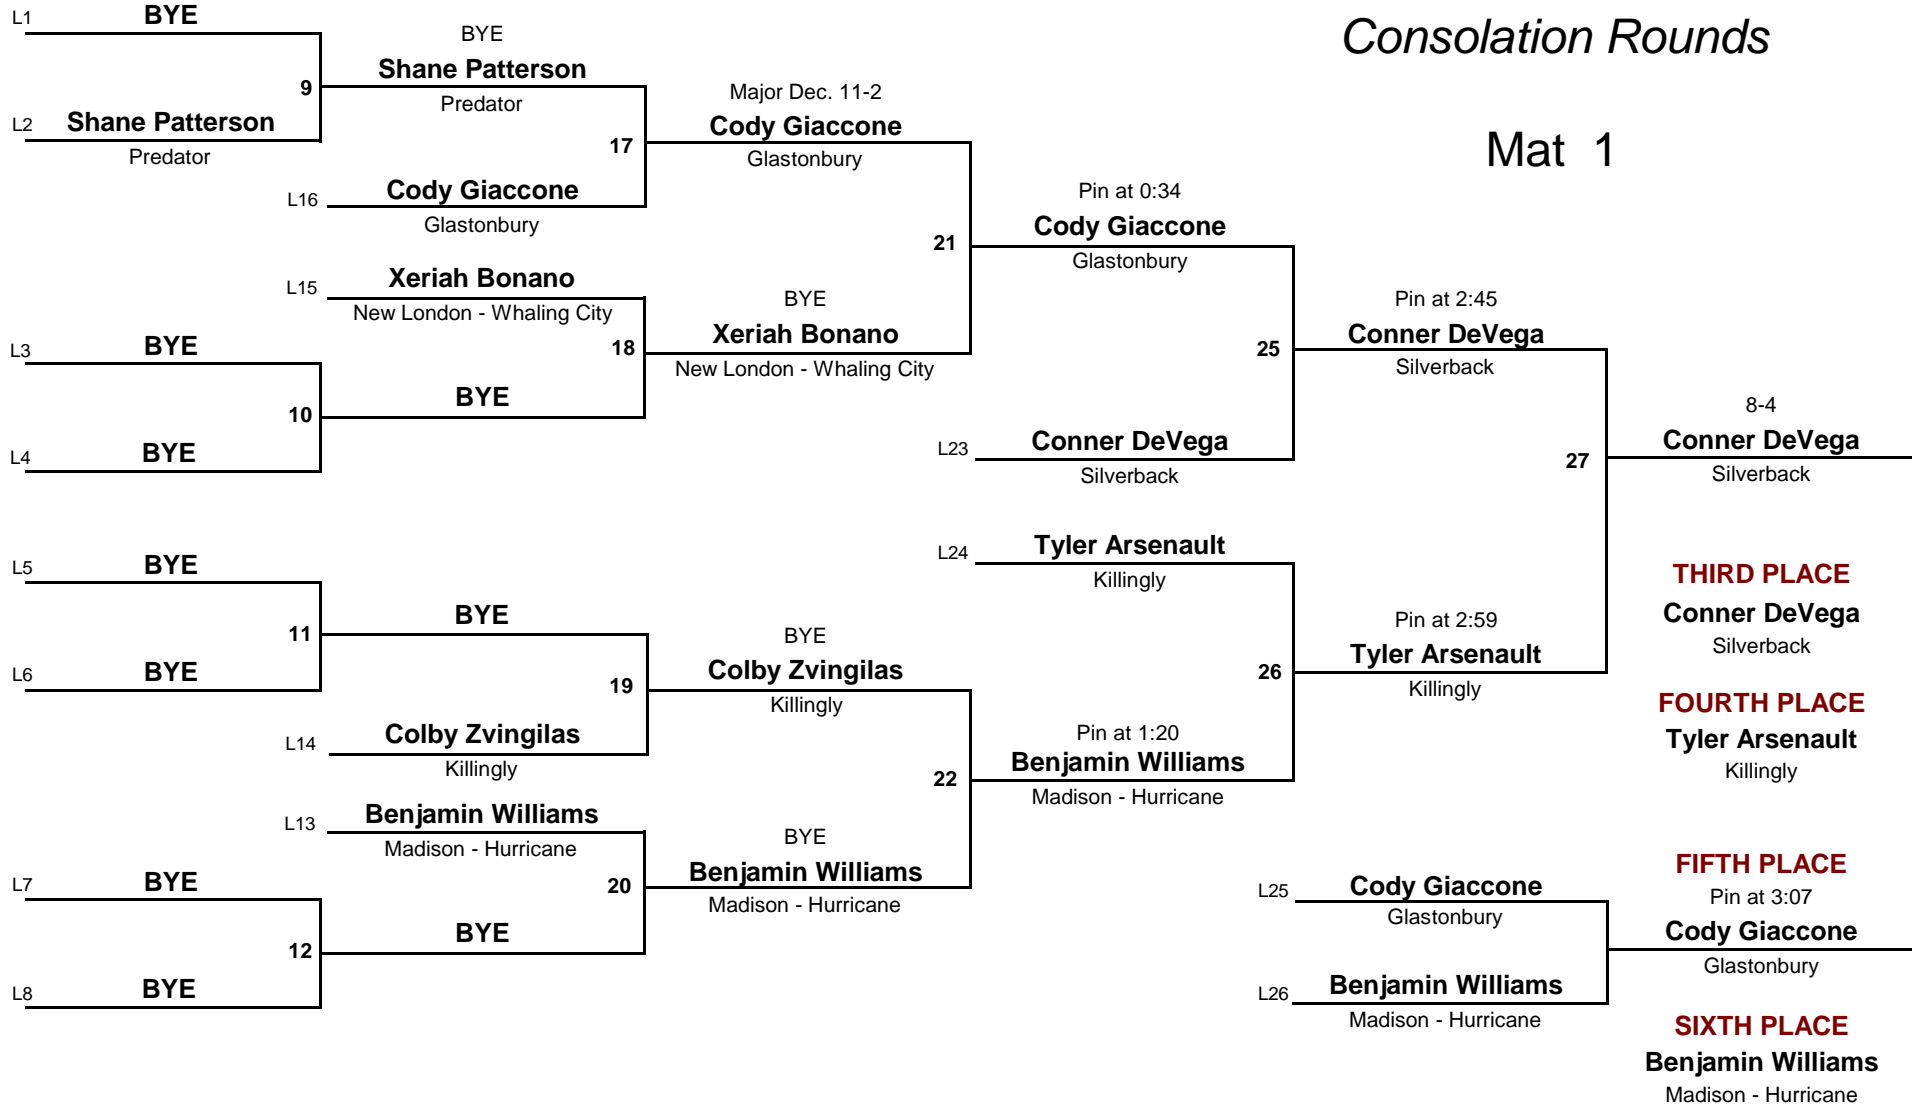 Consolation Rounds
Mat 1
L1 BYE
9
L2 Shane Patterson
Predator
BYE
Shane Patterson
Predator
17
L16 Cody Giaccone
Glastonbury
Major Dec. 11-2
Cody Giaccone
Glastonbury
21
L15 Xeriah Bonano
New London - Whaling City
18
L3 BYE
10
L4 BYE
BYE
BYE
Xeriah Bonano
New London - Whaling City
Pin at 0:34
Cody Giaccone
Glastonbury
25
L23 Conner DeVega
Silverback
Pin at 2:45
Conner DeVega
Silverback
27
8-4
Conner DeVega
Silverback
L5 BYE
11
L6 BYE
BYE
19
L14 Colby Zvingilas
Killingly
BYE
Colby Zvingilas
Killingly
22
L13 Benjamin Williams
Madison - Hurricane
20
L7 BYE
12
L8 BYE
BYE
BYE
Benjamin Williams
Madison - Hurricane
L24 Tyler Arsenault
Killingly
26
Pin at 1:20
Benjamin Williams
Madison - Hurricane
Pin at 2:59
Tyler Arsenault
Killingly
THIRD PLACE
Conner DeVega
Silverback
FOURTH PLACE
Tyler Arsenault
Killingly
L25 Cody Giaccone
Glastonbury
L26 Benjamin Williams
Madison - Hurricane
FIFTH PLACE
Pin at 3:07
Cody Giaccone
Glastonbury
SIXTH PLACE
Benjamin Williams
Madison - Hurricane